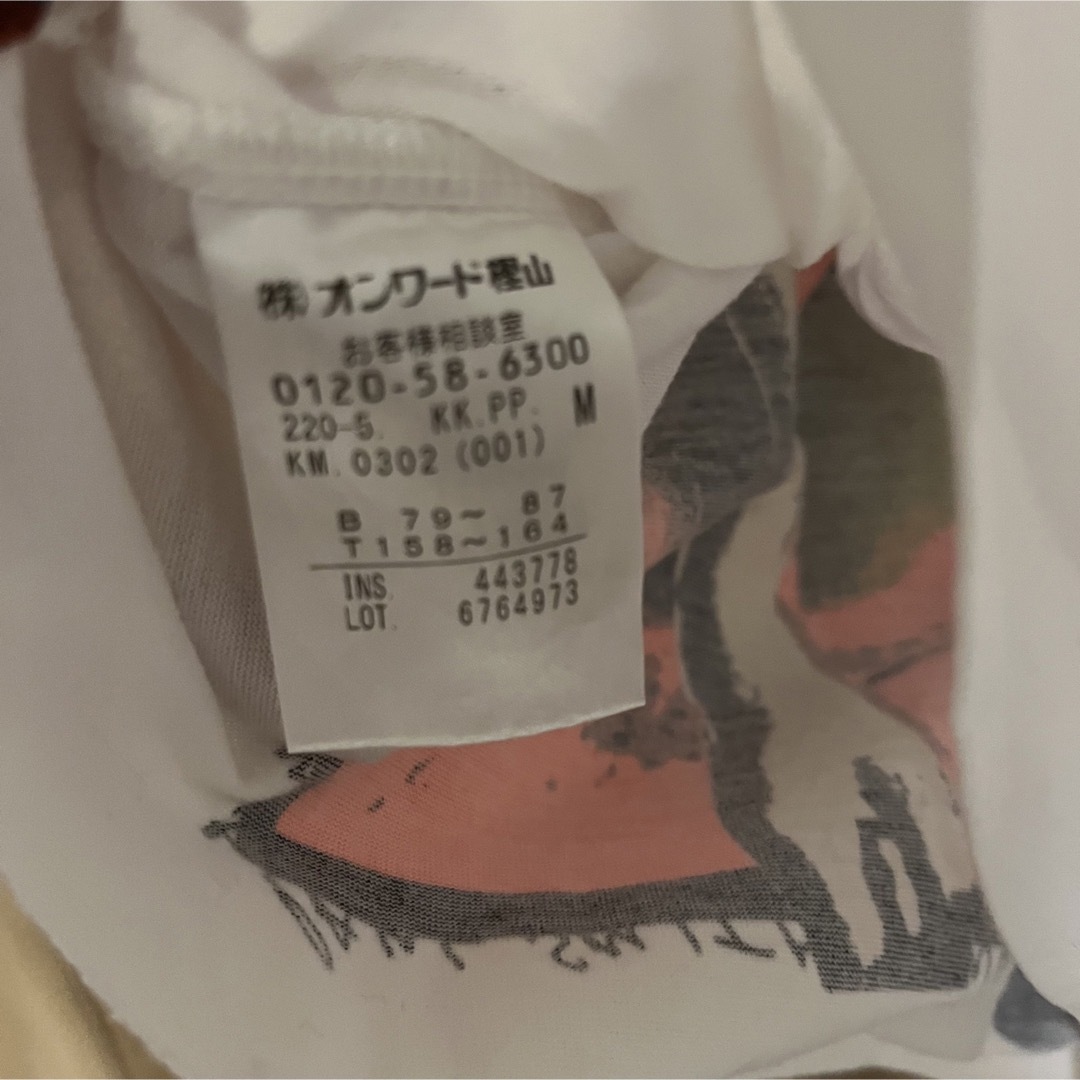 ㈱オンワード樫山
お客様相談室
0120-58-6300
220-5. KK.PP. M
KM.0302 (001)
B 79～ 87
T158～164
INS. 443778
LOT. 6764973